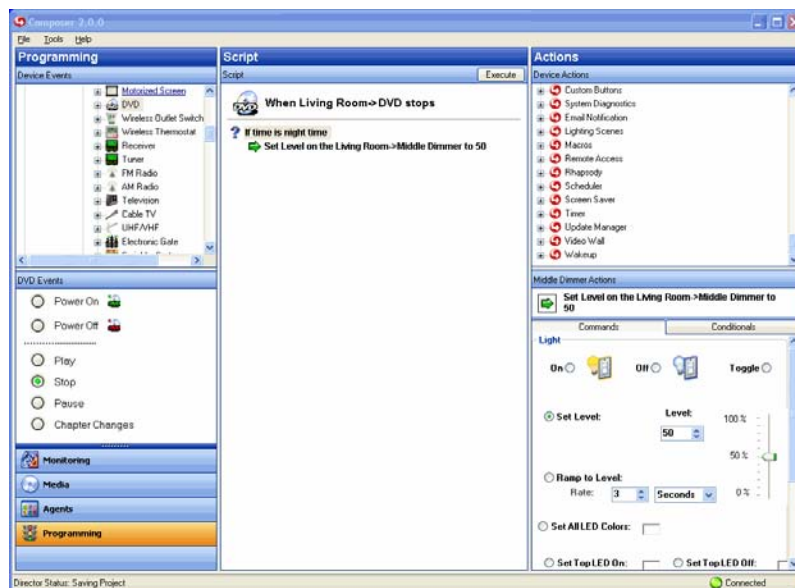 Composer 2.0.0
File Tools Help
Programming
Device Events
Motorized Screen
DVD
Wireless Outlet Switch
Wireless Thermostat
Receiver
Tuner
FM Radio
AM Radio
Television
Cable TV
UHF/VHF
Electronic Gate
DVD Events
Power On
Power Off
Play
Stop
Pause
Chapter Changes
Monitoring
Media
Agents
Programming
Script
Script Execute
When Living Room->DVD stops
If time is night time
Set Level on the Living Room->Middle Dimmer to 50
Actions
Device Actions
Custom Buttons
System Diagnostics
Email Notification
Lighting Scenes
Macros
Remote Access
Rhapsody
Scheduler
Screen Saver
Timer
Update Manager
Video Wall
Wakeup
Middle Dimmer Actions
Set Level on the Living Room->Middle Dimmer to
50
Commands Conditionals
Light
On Off Toggle
Set Level: Level: 100 %
50
50 %
Ramp to Level:
Rate: 3 Seconds 0 %
Set All LED Colors:
Set Top LED On: Set Top LED Off:
Director Status: Saving Project Connected